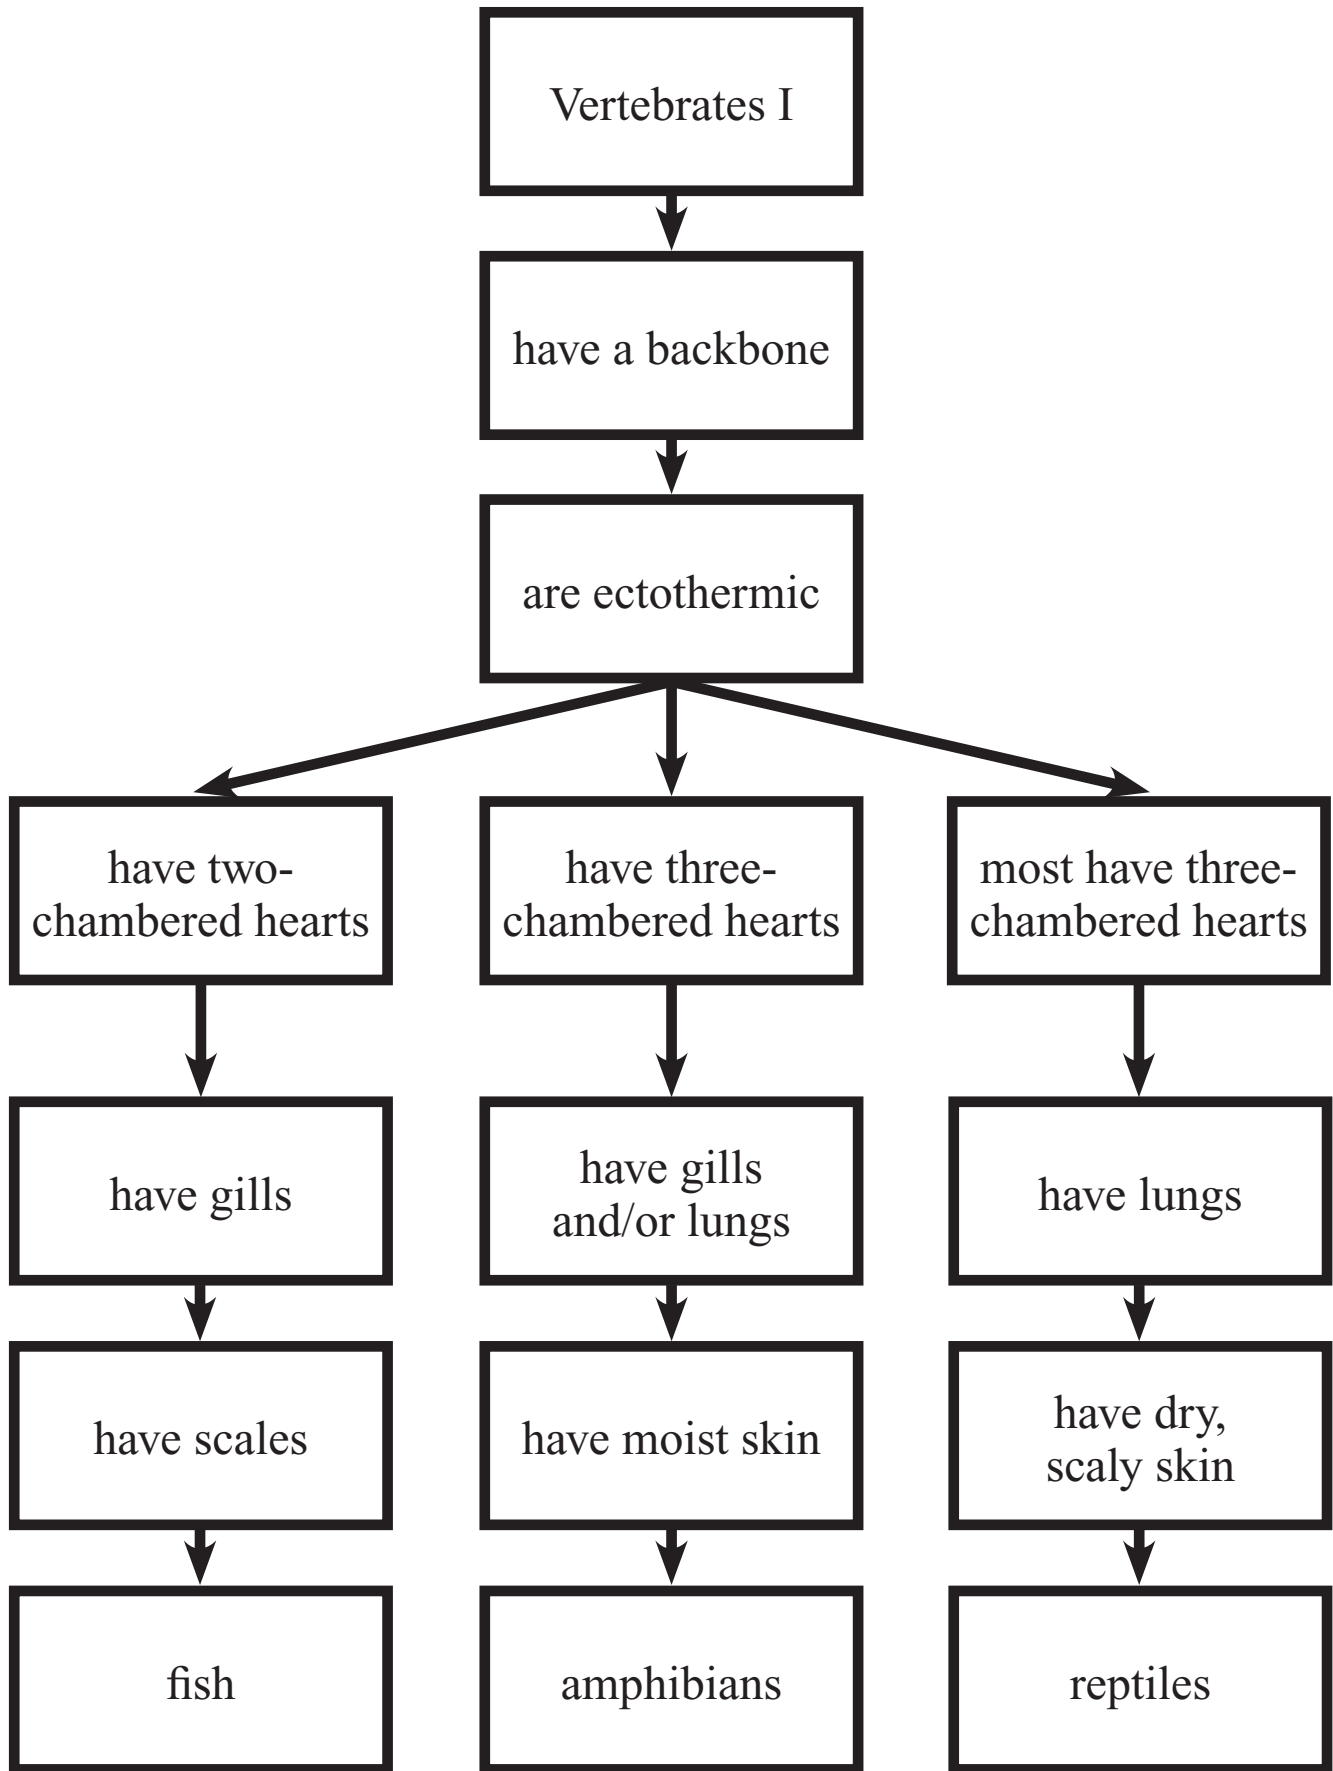 Vertebrates I
have a backbone
are ectothermic
have two-
chambered hearts
have three-
chambered hearts
most have three-
chambered hearts
have gills
have gills
and/or lungs
have lungs
have scales
have moist skin
have dry,
scaly skin
fish
amphibians
reptiles